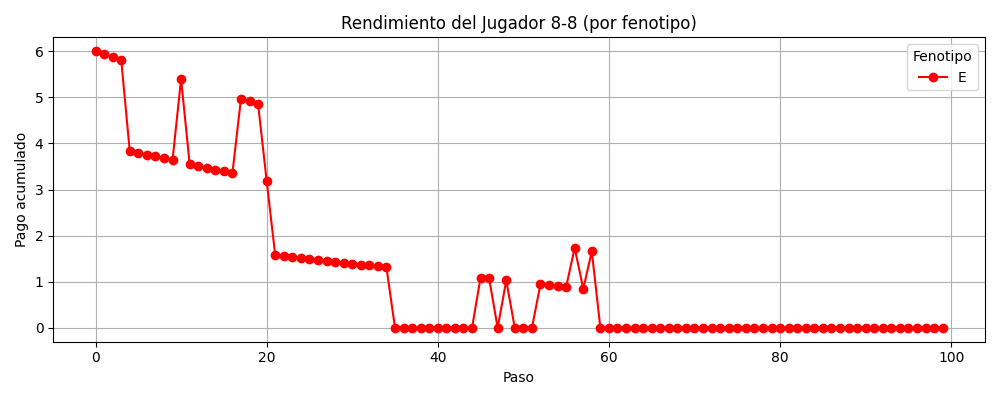 Rendimiento del Jugador 8-8 (por fenotipo)
Fenotipo
E
Pago acumulado
6
5
4
3
2
1
0
0 20 40 60 80 100
Paso